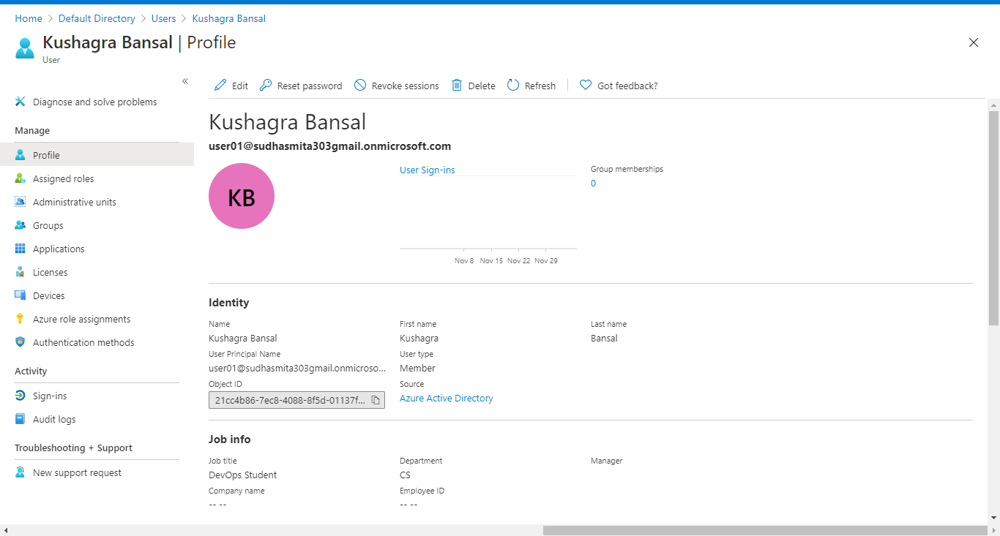 Home > Default Directory > Users > Kushagra Bansal
Kushagra Bansal | Profile
User
«
Diagnose and solve problems
Manage
Profile
Assigned roles
Administrative units
Groups
Applications
Licenses
Devices
Azure role assignments
Authentication methods
Activity
Sign-ins
Audit logs
Troubleshooting + Support
New support request
Edit Reset password Revoke sessions Delete Refresh Got feedback?
Kushagra Bansal
user01@sudhasmita303gmail.onmicrosoft.com
KB
User Sign-ins
Nov 8 Nov 15 Nov 22 Nov 29
Group memberships
0
Identity
Name First name Last name
Kushagra Bansal Kushagra Bansal
User Principal Name User type
user01@sudhasmita303gmail.onmicroso... Member
Object ID Source
21cc4b86-7ec8-4088-8f5d-01137f... Azure Active Directory
Job info
Job title Department Manager
DevOps Student CS
Company name Employee ID
-- -- -- --